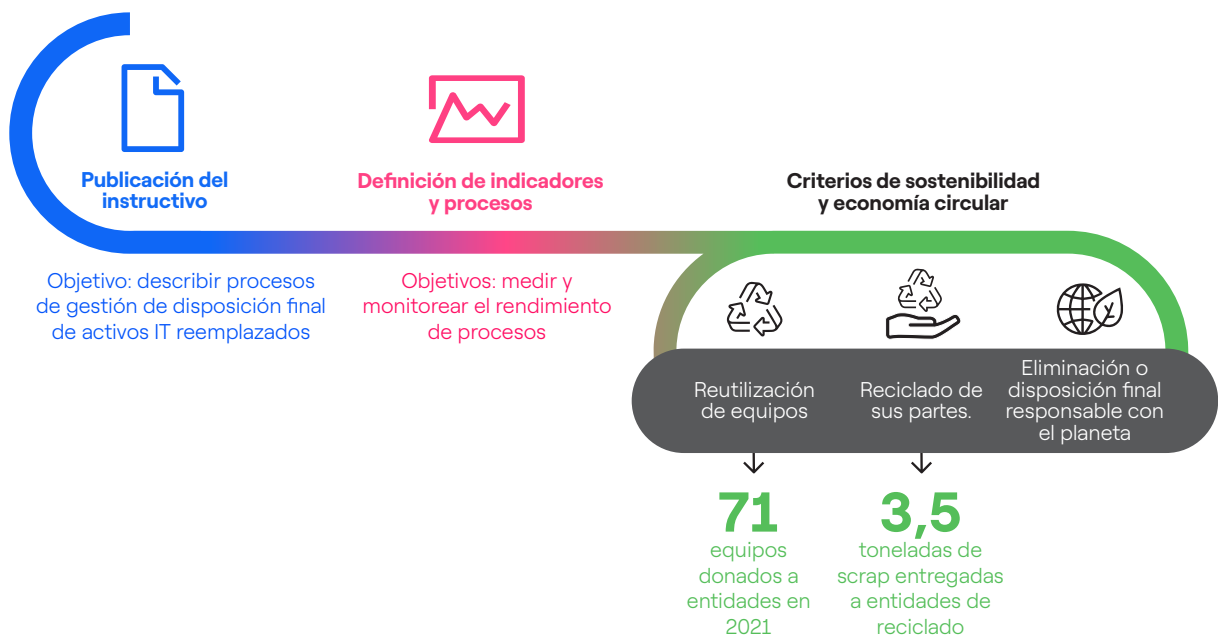 Publicación del
instructivo
Objetivo: describir procesos
de gestión de disposición final
de activos IT reemplazados
Definición de indicadores
y procesos
Objetivos: medir y
monitorear el rendimiento
de procesos
Criterios de sostenibilidad
y economía circular
Reutilización
de equipos
Reciclado de
sus partes.
Eliminación o
disposición final
responsable con
el planeta
71
equipos
donados a
entidades en
2021
3,5
toneladas de
scrap entregadas
a entidades de
reciclado